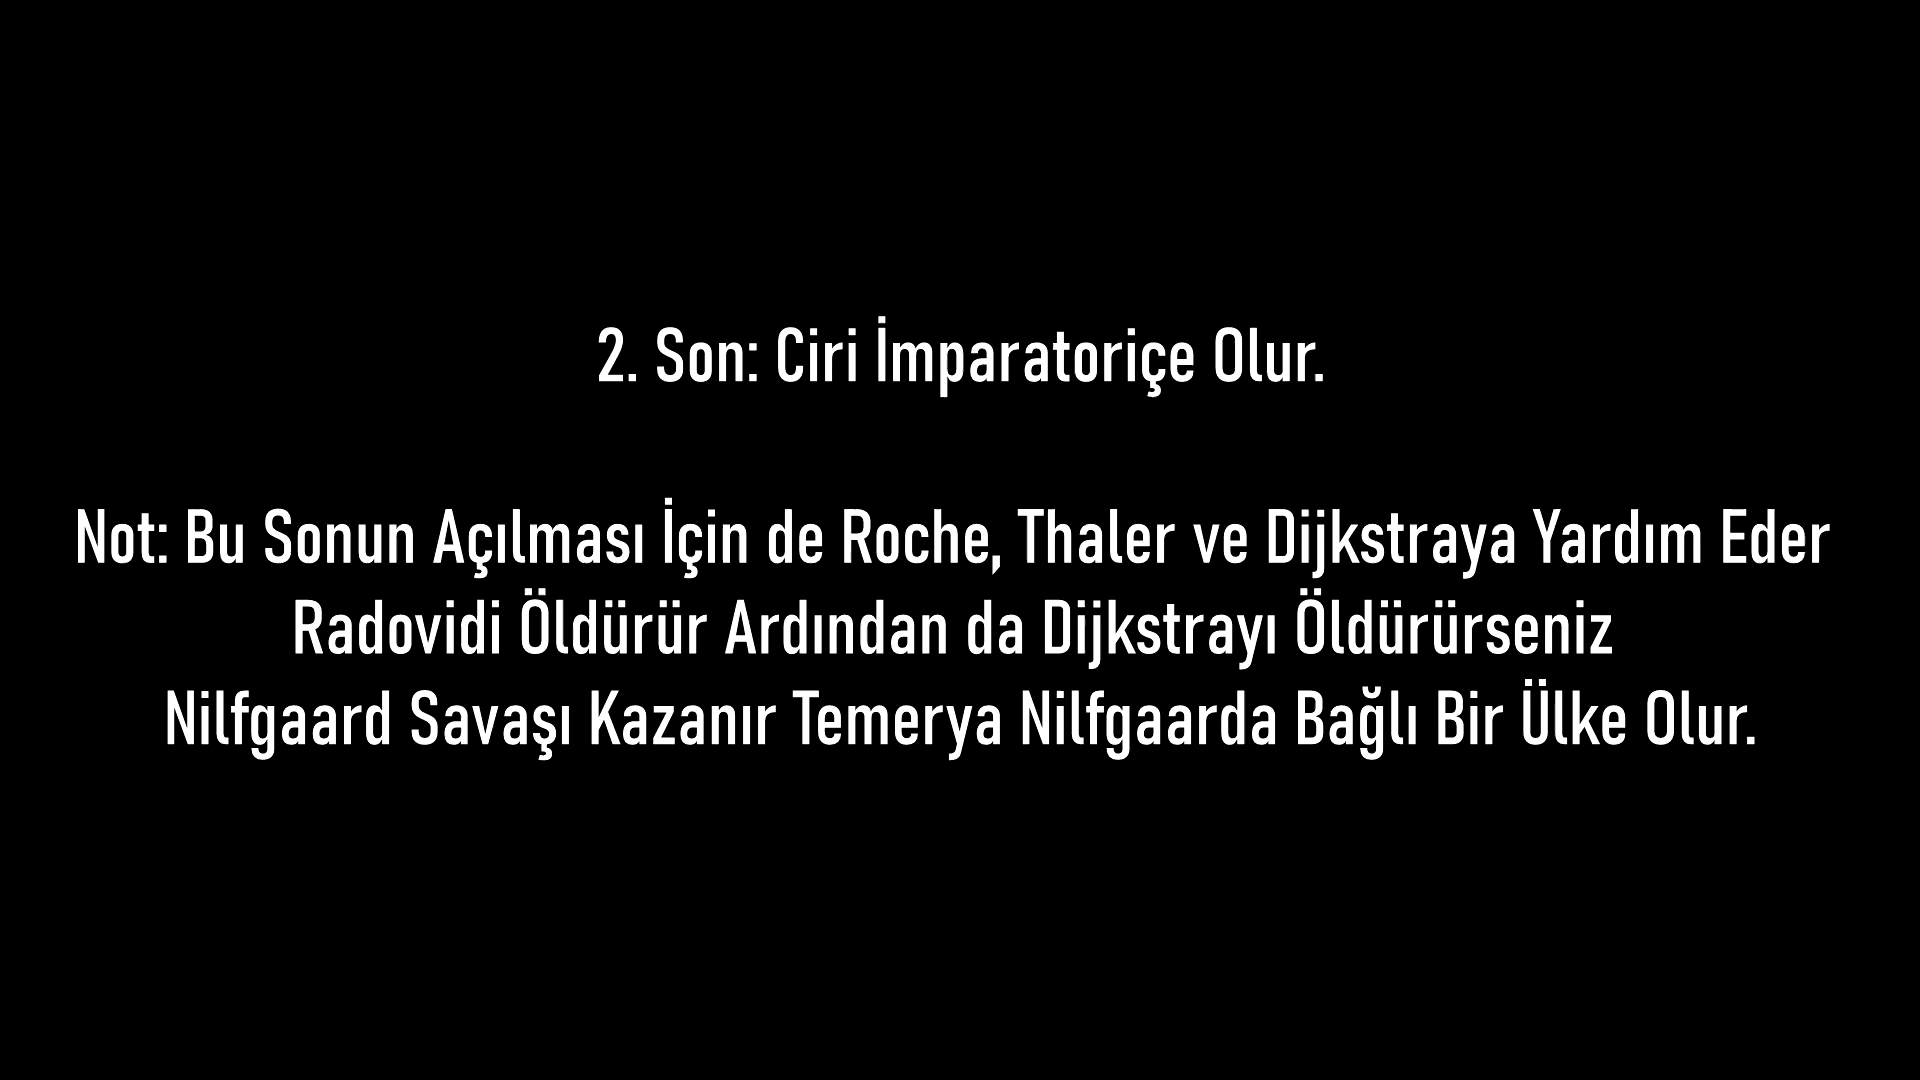 2. Son: Ciri İmparatoriçe Olur.
Not: Bu Sonun Açılması İçin de Roche, Thaler ve Dijkstraya Yardım Eder
Radovidi Öldürür Ardından da Dijkstrayı Öldürürseniz
Nilfgaard Savaşı Kazanır Temerya Nilfgaarda Bağlı Bir Ülke Olur.